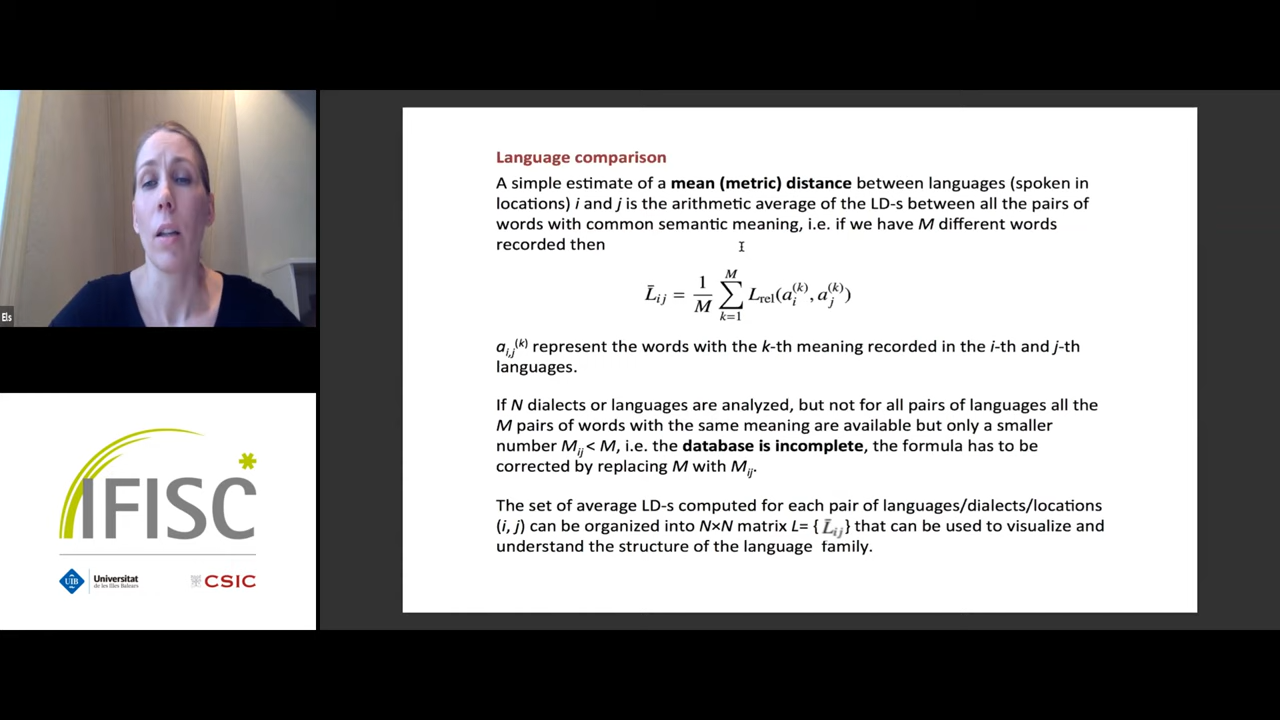 Language comparison
A simple estimate of a mean (metric) distance between languages (spoken in
locations) i and j is the arithmetic average of the LD-s between all the pairs of
words with common semantic meaning, i.e. if we have M different words
recorded then
L̄ij = 1/M ∑k=1^M Lrel(ai^(k), aj^(k))
ai,j^(k) represent the words with the k-th meaning recorded in the i-th and j-th
languages.
If N dialects or languages are analyzed, but not for all pairs of languages all the
M pairs of words with the same meaning are available but only a smaller
number Mij < M, i.e. the database is incomplete, the formula has to be
corrected by replacing M with Mij.
The set of average LD-s computed for each pair of languages/dialects/locations
(i, j) can be organized into N×N matrix L= { L̄ij } that can be used to visualize and
understand the structure of the language family.
Els
IFISC
UIB Universitat
de les Illes Balears
CSIC